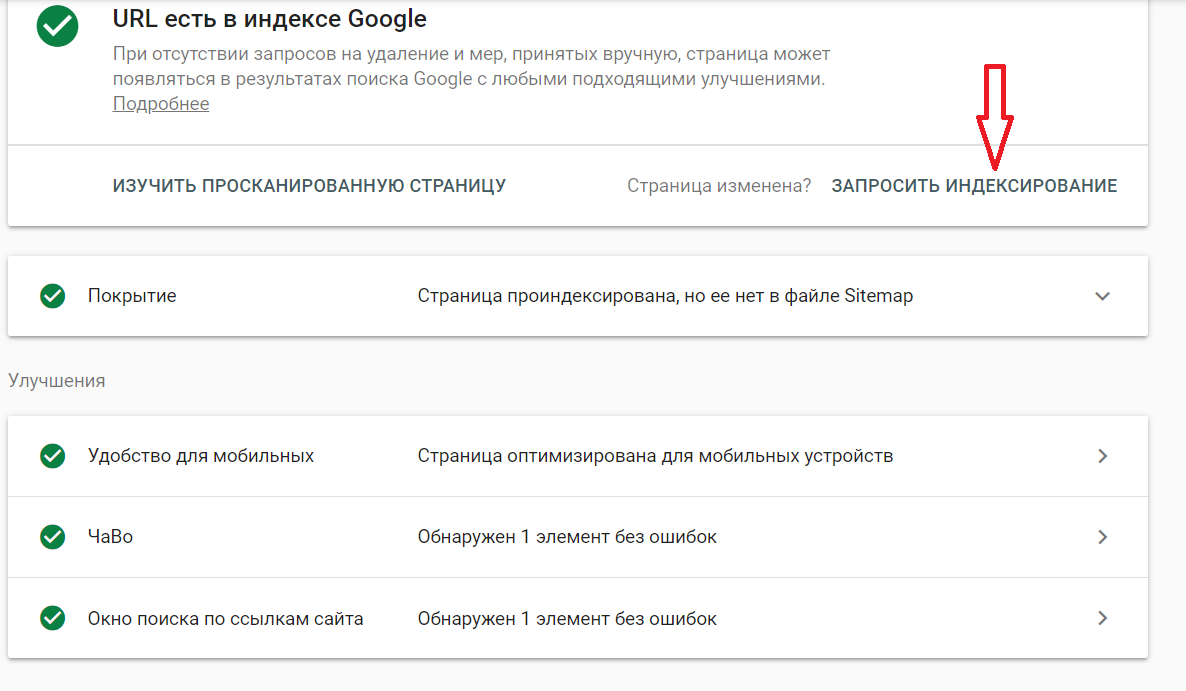 URL есть в индексе Google
При отсутствии запросов на удаление и мер, принятых вручную, страница может
появляться в результатах поиска Google с любыми подходящими улучшениями.
Подробнее
ИЗУЧИТЬ ПРОСКАНИРОВАННУЮ СТРАНИЦУ
Страница изменена? ЗАПРОСИТЬ ИНДЕКСИРОВАНИЕ
Покрытие
Страница проиндексирована, но ее нет в файле Sitemap
Улучшения
Удобство для мобильных
Страница оптимизирована для мобильных устройств
ЧаВо
Обнаружен 1 элемент без ошибок
Окно поиска по ссылкам сайта
Обнаружен 1 элемент без ошибок